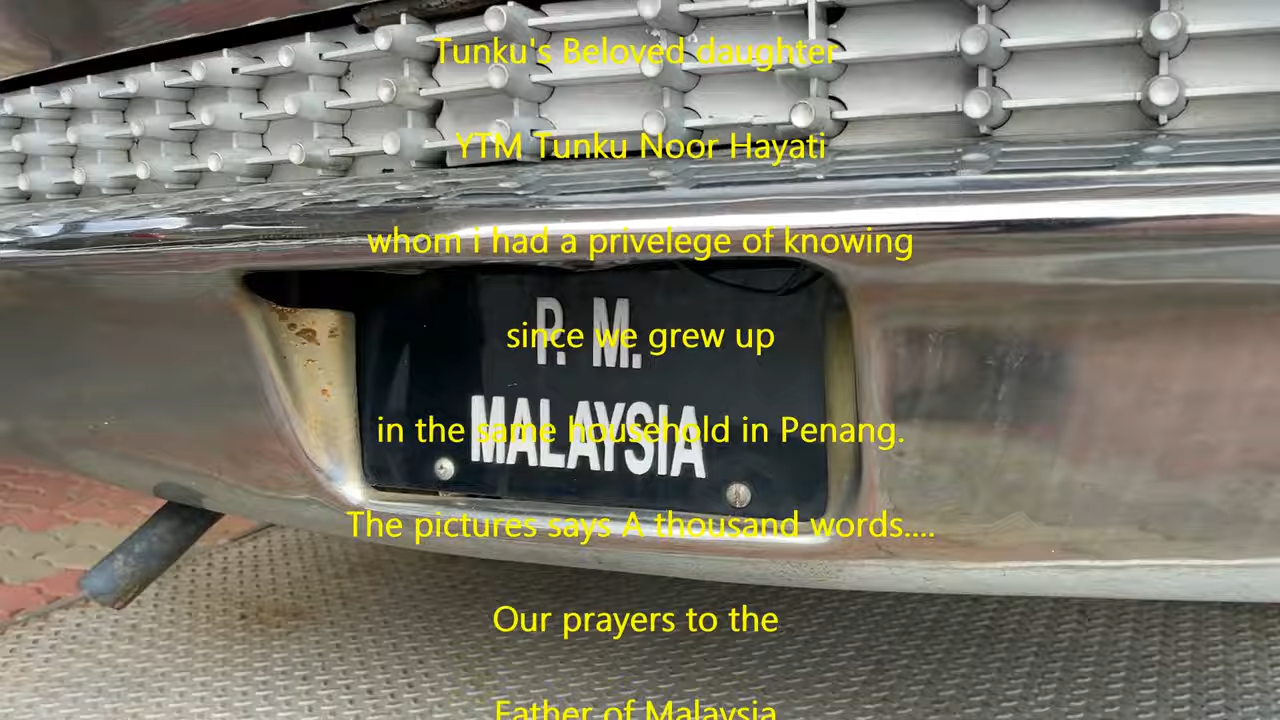 Tunku's Beloved daughter
YTM Tunku Noor Hayati
whom i had a privelege of knowing
since we grew up
in the same household in Penang.
The pictures says A thousand words....
Our prayers to the
Father of Malaysia
P. M.
MALAYSIA